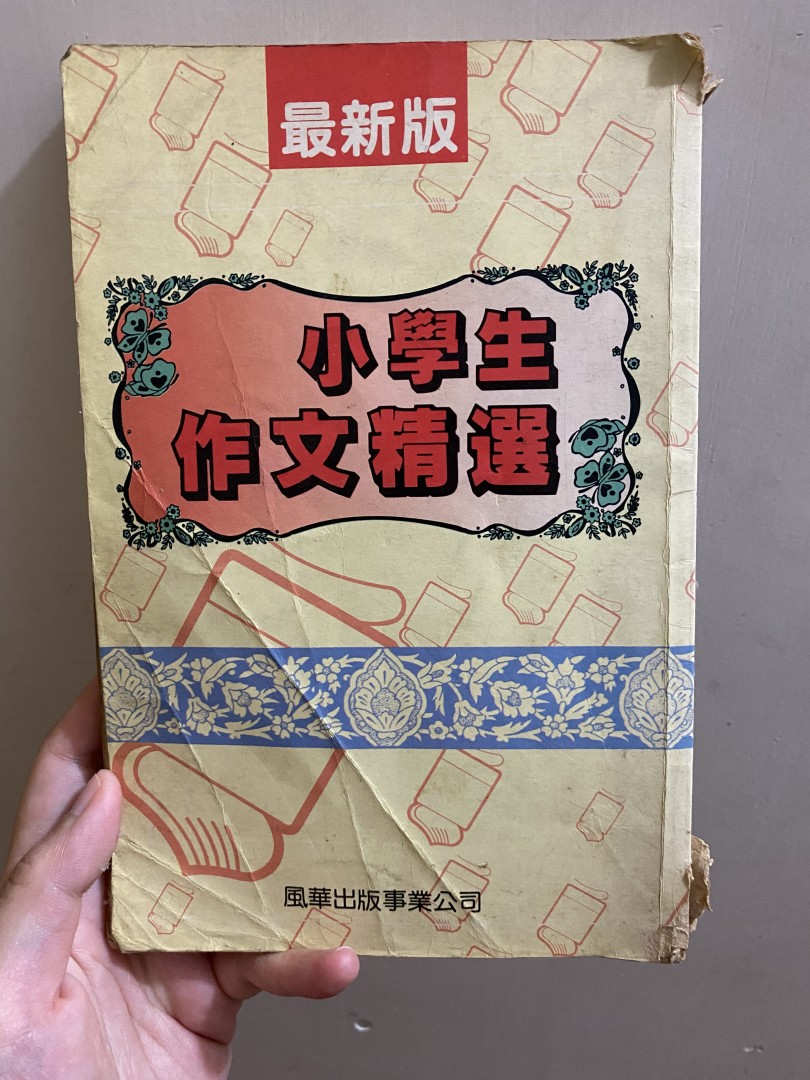 最新版
小學生
作文精選
風華出版事業公司